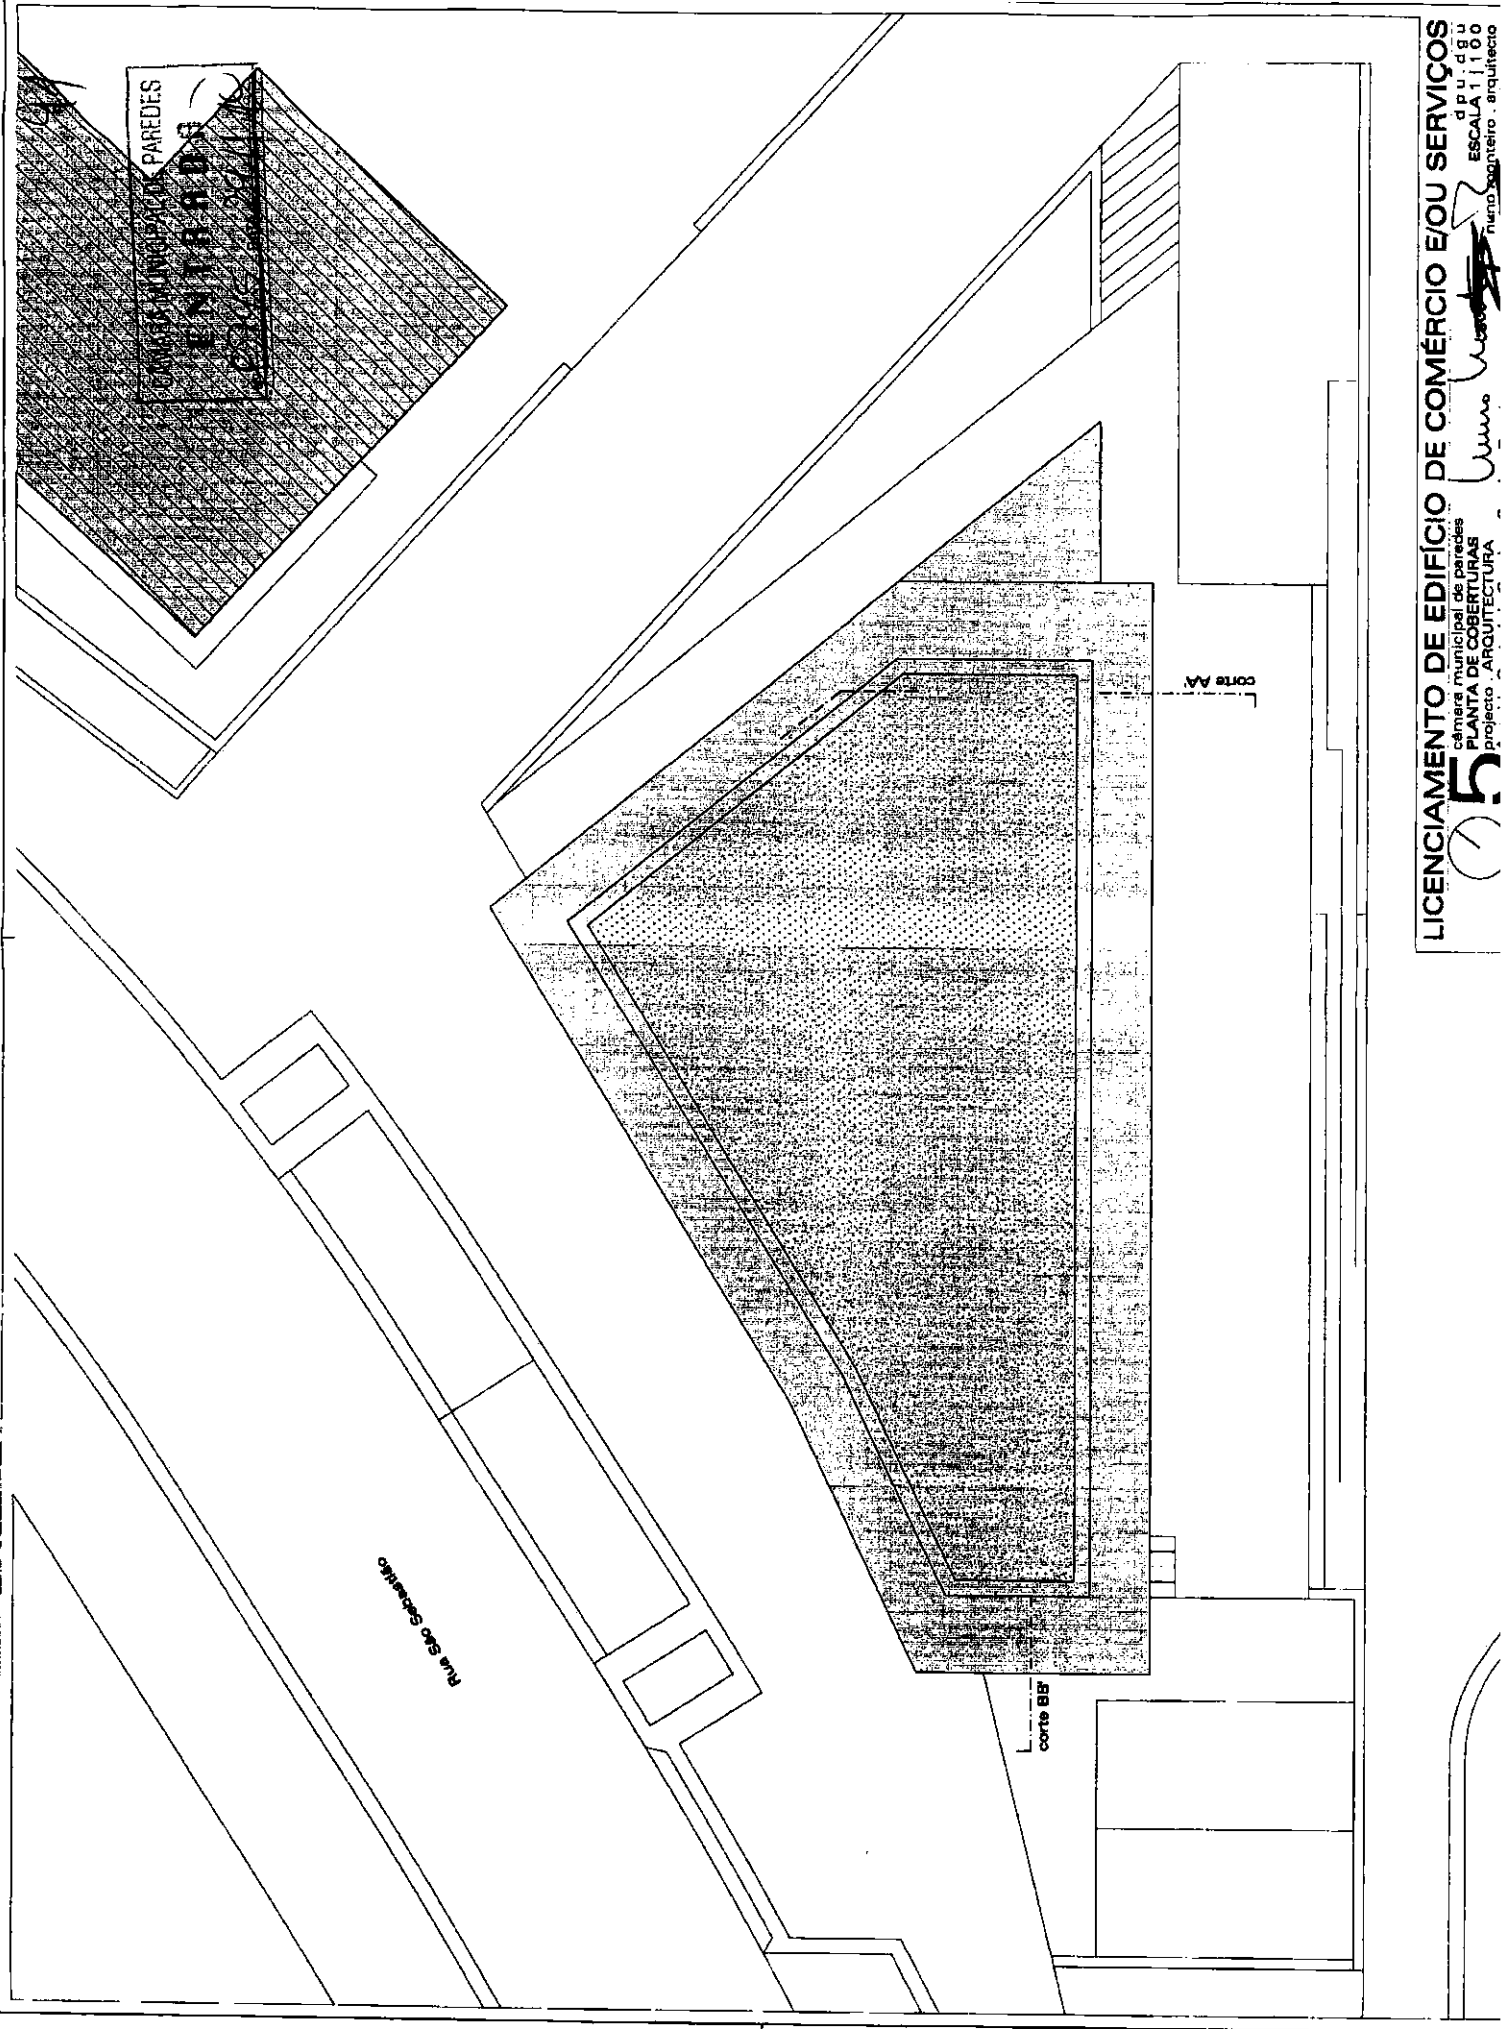 CÂMARA MUNICIPAL DE PAREDES
ENTRADA
Rua São Sebastião
corte AA'
corte BB'
LICENCIAMENTO DE EDIFÍCIO DE COMÉRCIO E/OU SERVIÇOS
5
câmara municipal de paredes
PLANTA DE COBERTURAS
projecto . ARQUITECTURA
dpu . dgu
ESCALA 1 | 100
nuno monteiro . arquitecto